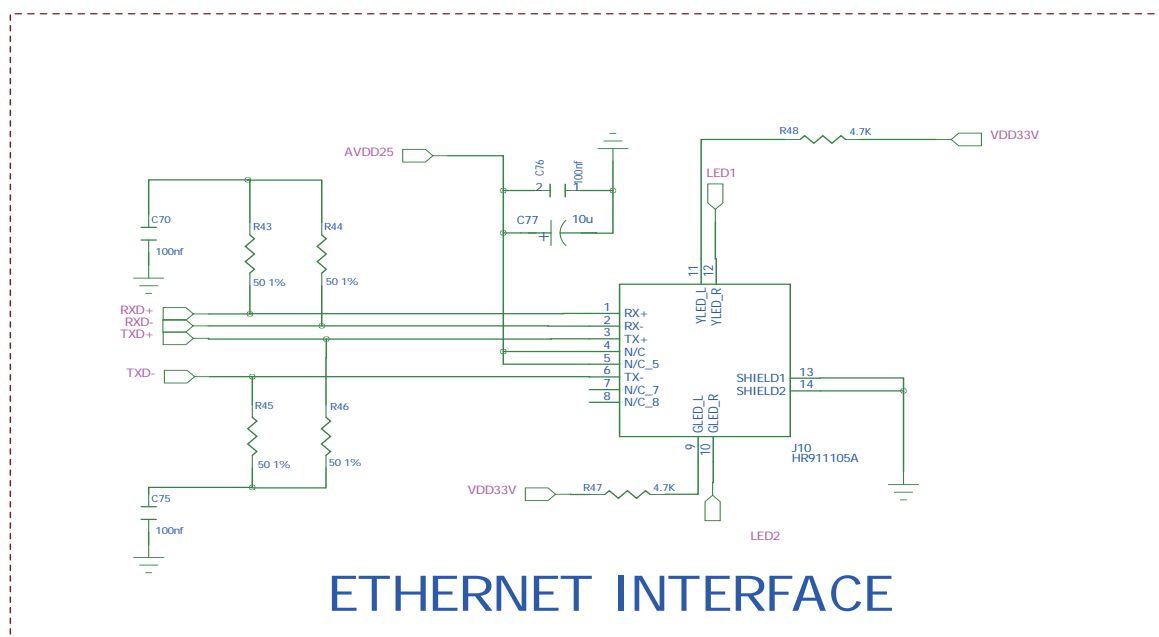 R48
4.7K
VDD33V
AVDD25
C76
100nf
LED1
2
1
C70
100nf
R43
50 1%
R44
50 1%
C77
10u
+
11
12
YLED_L
YLED_R
RXD+
RXD-
TXD+
TXD-
1 RX+
2 RX-
3 TX+
4 N/C
5 N/C_5
6 TX-
7 N/C_7
8 N/C_8
SHIELD1 13
SHIELD2 14
GLED_L
GLED_R
9
10
J10
HR911105A
R45
50 1%
R46
50 1%
C75
100nf
VDD33V
R47
4.7K
LED2
ETHERNET INTERFACE